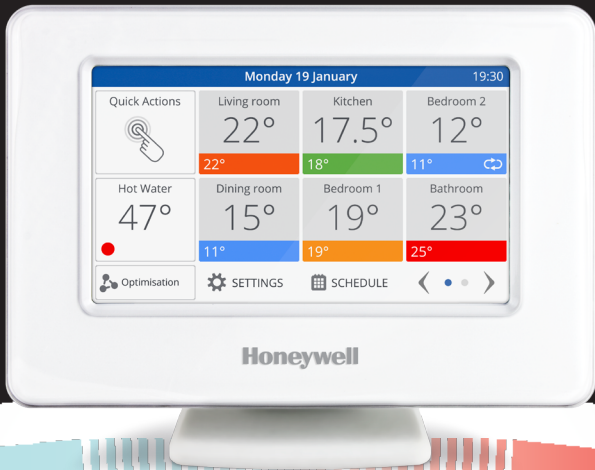 Monday 19 January 19:30
Quick Actions
Living room
22°
22°
Kitchen
17.5°
18°
Bedroom 2
12°
11°
Hot Water
47°
Dining room
15°
11°
Bedroom 1
19°
19°
Bathroom
23°
25°
Optimisation
SETTINGS
SCHEDULE
Honeywell